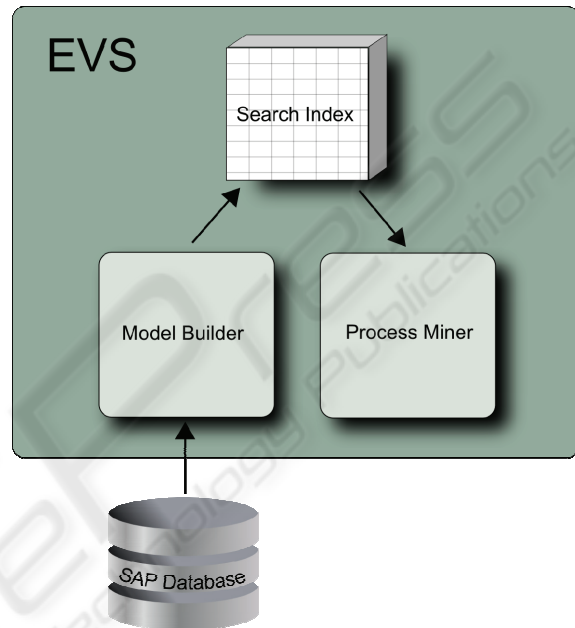 EVS
Search Index
Model Builder
Process Miner
SAP Database